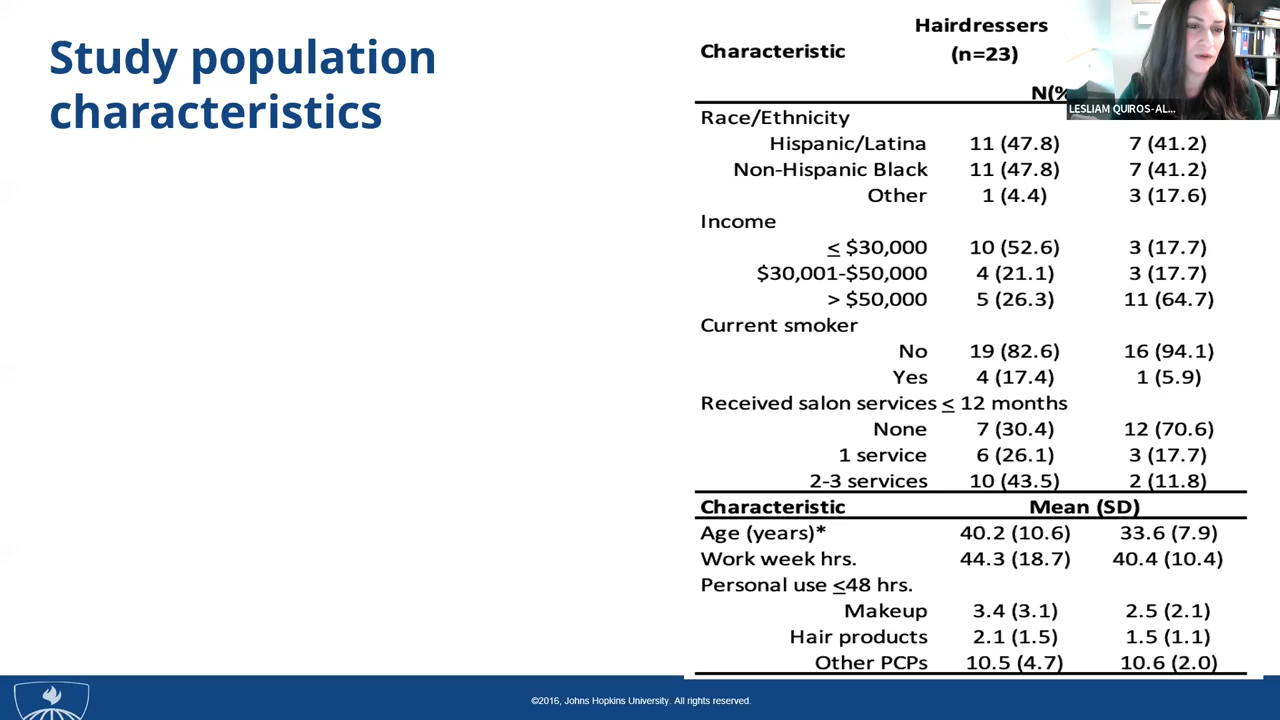 Study population
characteristics
Hairdressers
Characteristic (n=23)
N(%
LESLIAM QUIROS-AL...
Race/Ethnicity
Hispanic/Latina 11 (47.8) 7 (41.2)
Non-Hispanic Black 11 (47.8) 7 (41.2)
Other 1 (4.4) 3 (17.6)
Income
≤ $30,000 10 (52.6) 3 (17.7)
$30,001-$50,000 4 (21.1) 3 (17.7)
> $50,000 5 (26.3) 11 (64.7)
Current smoker
No 19 (82.6) 16 (94.1)
Yes 4 (17.4) 1 (5.9)
Received salon services ≤ 12 months
None 7 (30.4) 12 (70.6)
1 service 6 (26.1) 3 (17.7)
2-3 services 10 (43.5) 2 (11.8)
Characteristic Mean (SD)
Age (years)* 40.2 (10.6) 33.6 (7.9)
Work week hrs. 44.3 (18.7) 40.4 (10.4)
Personal use ≤48 hrs.
Makeup 3.4 (3.1) 2.5 (2.1)
Hair products 2.1 (1.5) 1.5 (1.1)
Other PCPs 10.5 (4.7) 10.6 (2.0)
©2016, Johns Hopkins University. All rights reserved.